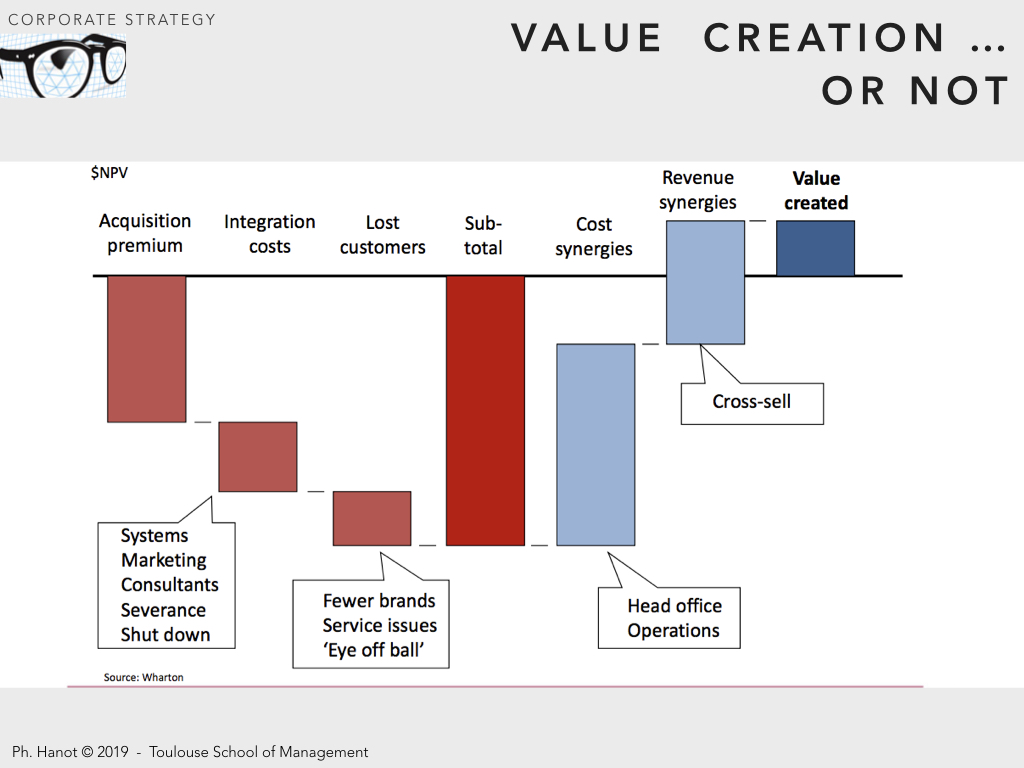 CORPORATE STRATEGY
VALUE CREATION ...
OR NOT
$NPV
Acquisition
premium
Integration
costs
Lost
customers
Sub-
total
Cost
synergies
Revenue
synergies
Value
created
Cross-sell
Systems
Marketing
Consultants
Severance
Shut down
Fewer brands
Service issues
‘Eye off ball’
Head office
Operations
Source: Wharton
Ph. Hanot © 2019 - Toulouse School of Management